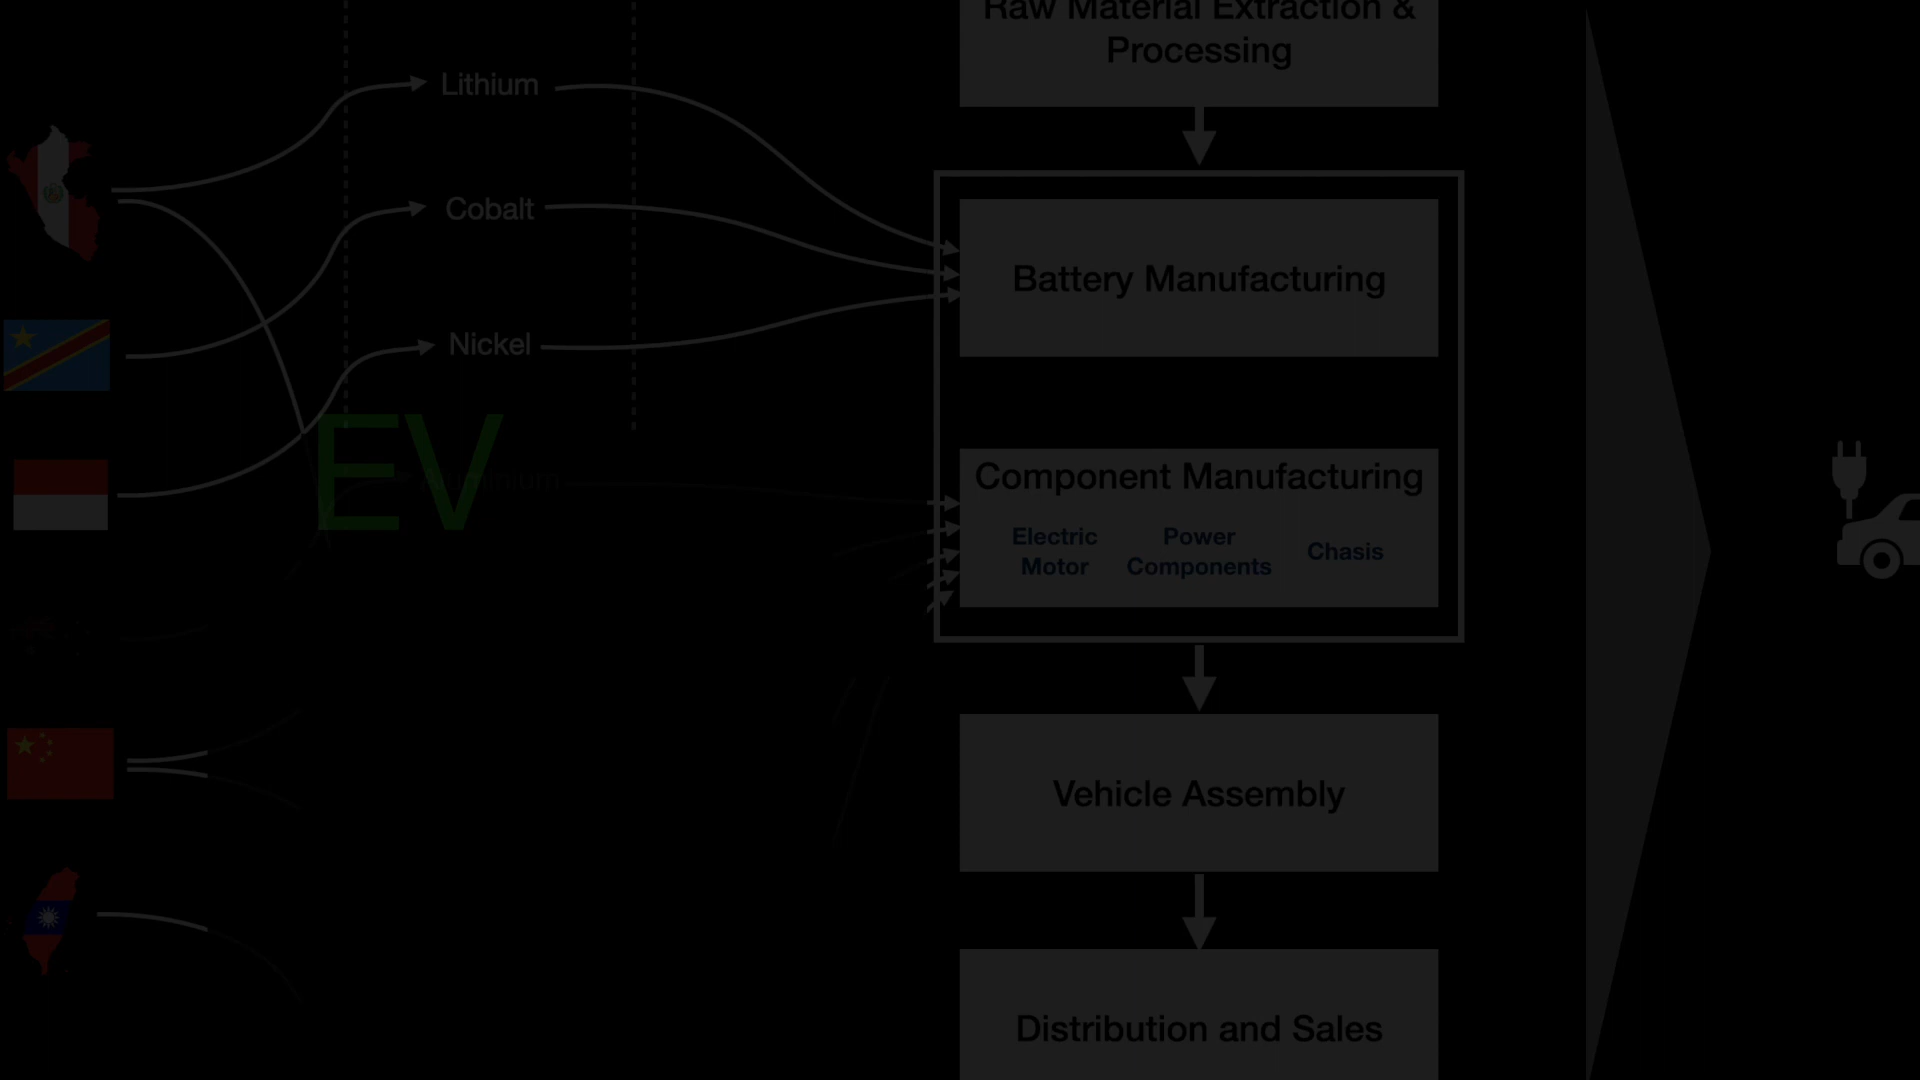 Raw Material Extraction &
Processing
Lithium
Cobalt
Nickel
Battery Manufacturing
EV
Aluminium
Component Manufacturing
Electric
Motor
Power
Components
Chasis
Vehicle Assembly
Distribution and Sales